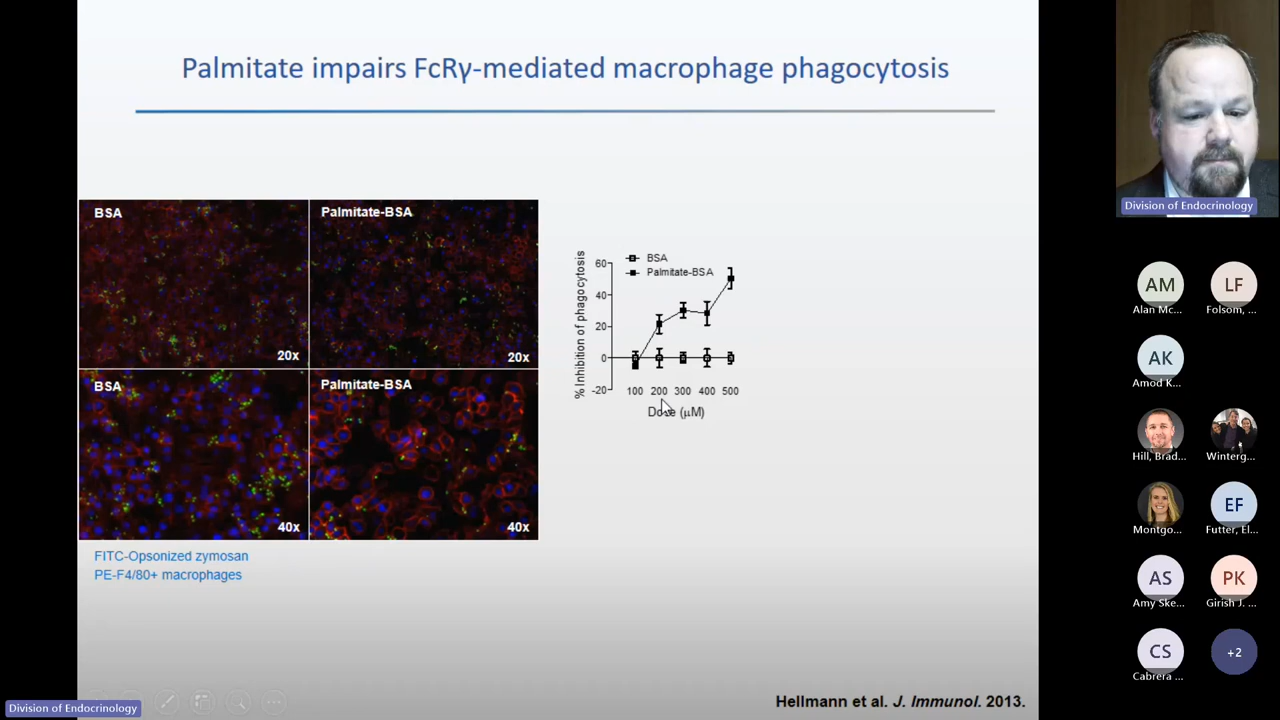 Palmitate impairs FcRγ-mediated macrophage phagocytosis
BSA
Palmitate-BSA
20x
20x
BSA
Palmitate-BSA
40x
40x
FITC-Opsonized zymosan
PE-F4/80+ macrophages
% Inhibition of phagocytosis
60
40
20
0
-20
BSA
Palmitate-BSA
100 200 300 400 500
Dose (μM)
Hellmann et al. J. Immunol. 2013.
Division of Endocrinology
Division of Endocrinology
AM
Alan Mc...
LF
Folsom, ...
AK
Amod K...
Hill, Brad...
Winterg...
Montgo...
EF
Futter, El...
AS
Amy Ske...
PK
Girish J. ...
CS
Cabrera ...
+2